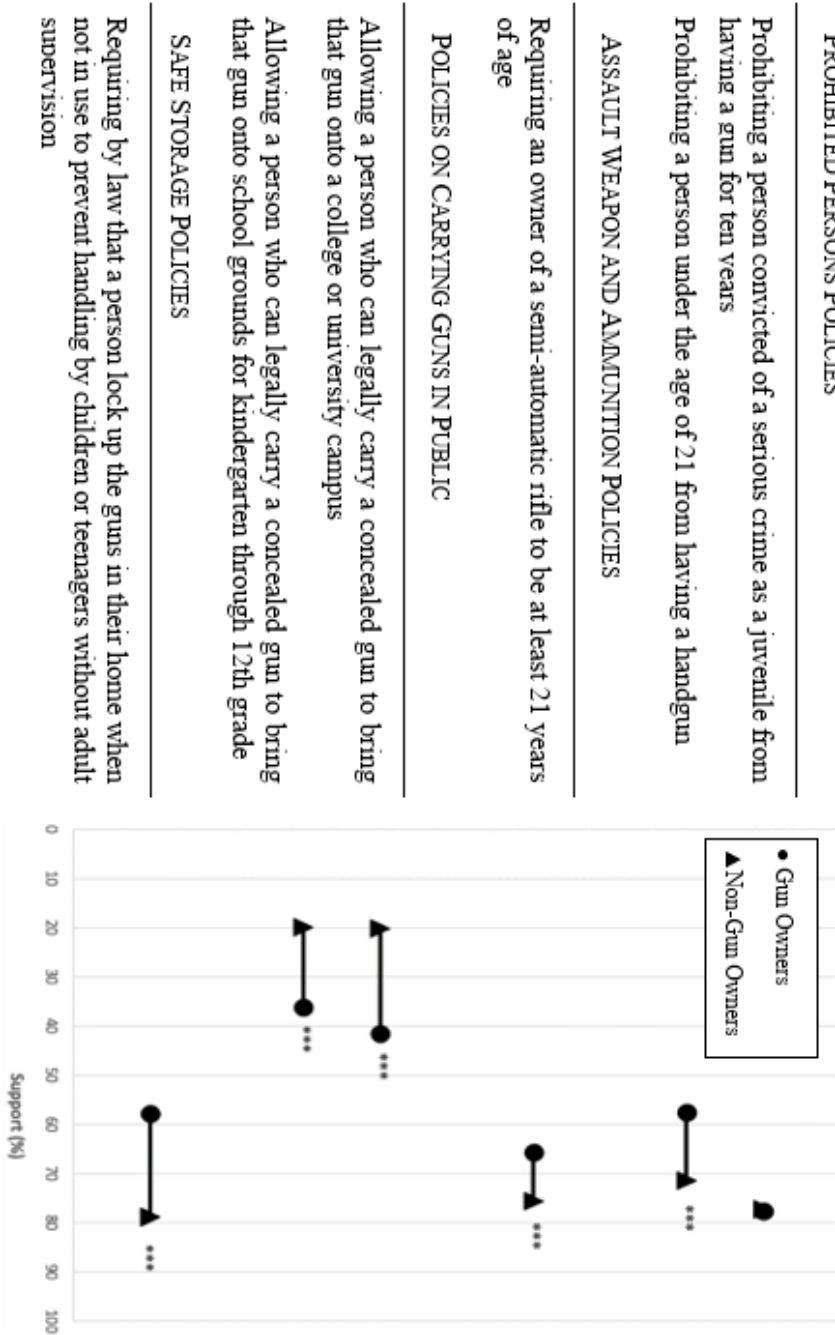 PROHIBITED PERSONS POLICIES
Prohibiting a person convicted of a serious crime as a juvenile from
having a gun for ten years
Prohibiting a person under the age of 21 from having a handgun
ASSAULT WEAPON AND AMMUNITION POLICIES
Requiring an owner of a semi-automatic rifle to be at least 21 years
of age
POLICIES ON CARRYING GUNS IN PUBLIC
Allowing a person who can legally carry a concealed gun to bring
that gun onto a college or university campus
Allowing a person who can legally carry a concealed gun to bring
that gun onto school grounds for kindergarten through 12th grade
SAFE STORAGE POLICIES
Requiring by law that a person lock up the guns in their home when
not in use to prevent handling by children or teenagers without adult
supervision
Gun Owners
Non-Gun Owners
***
***
***
***
***
0 10 20 30 40 50 60 70 80 90 100
Support (%)